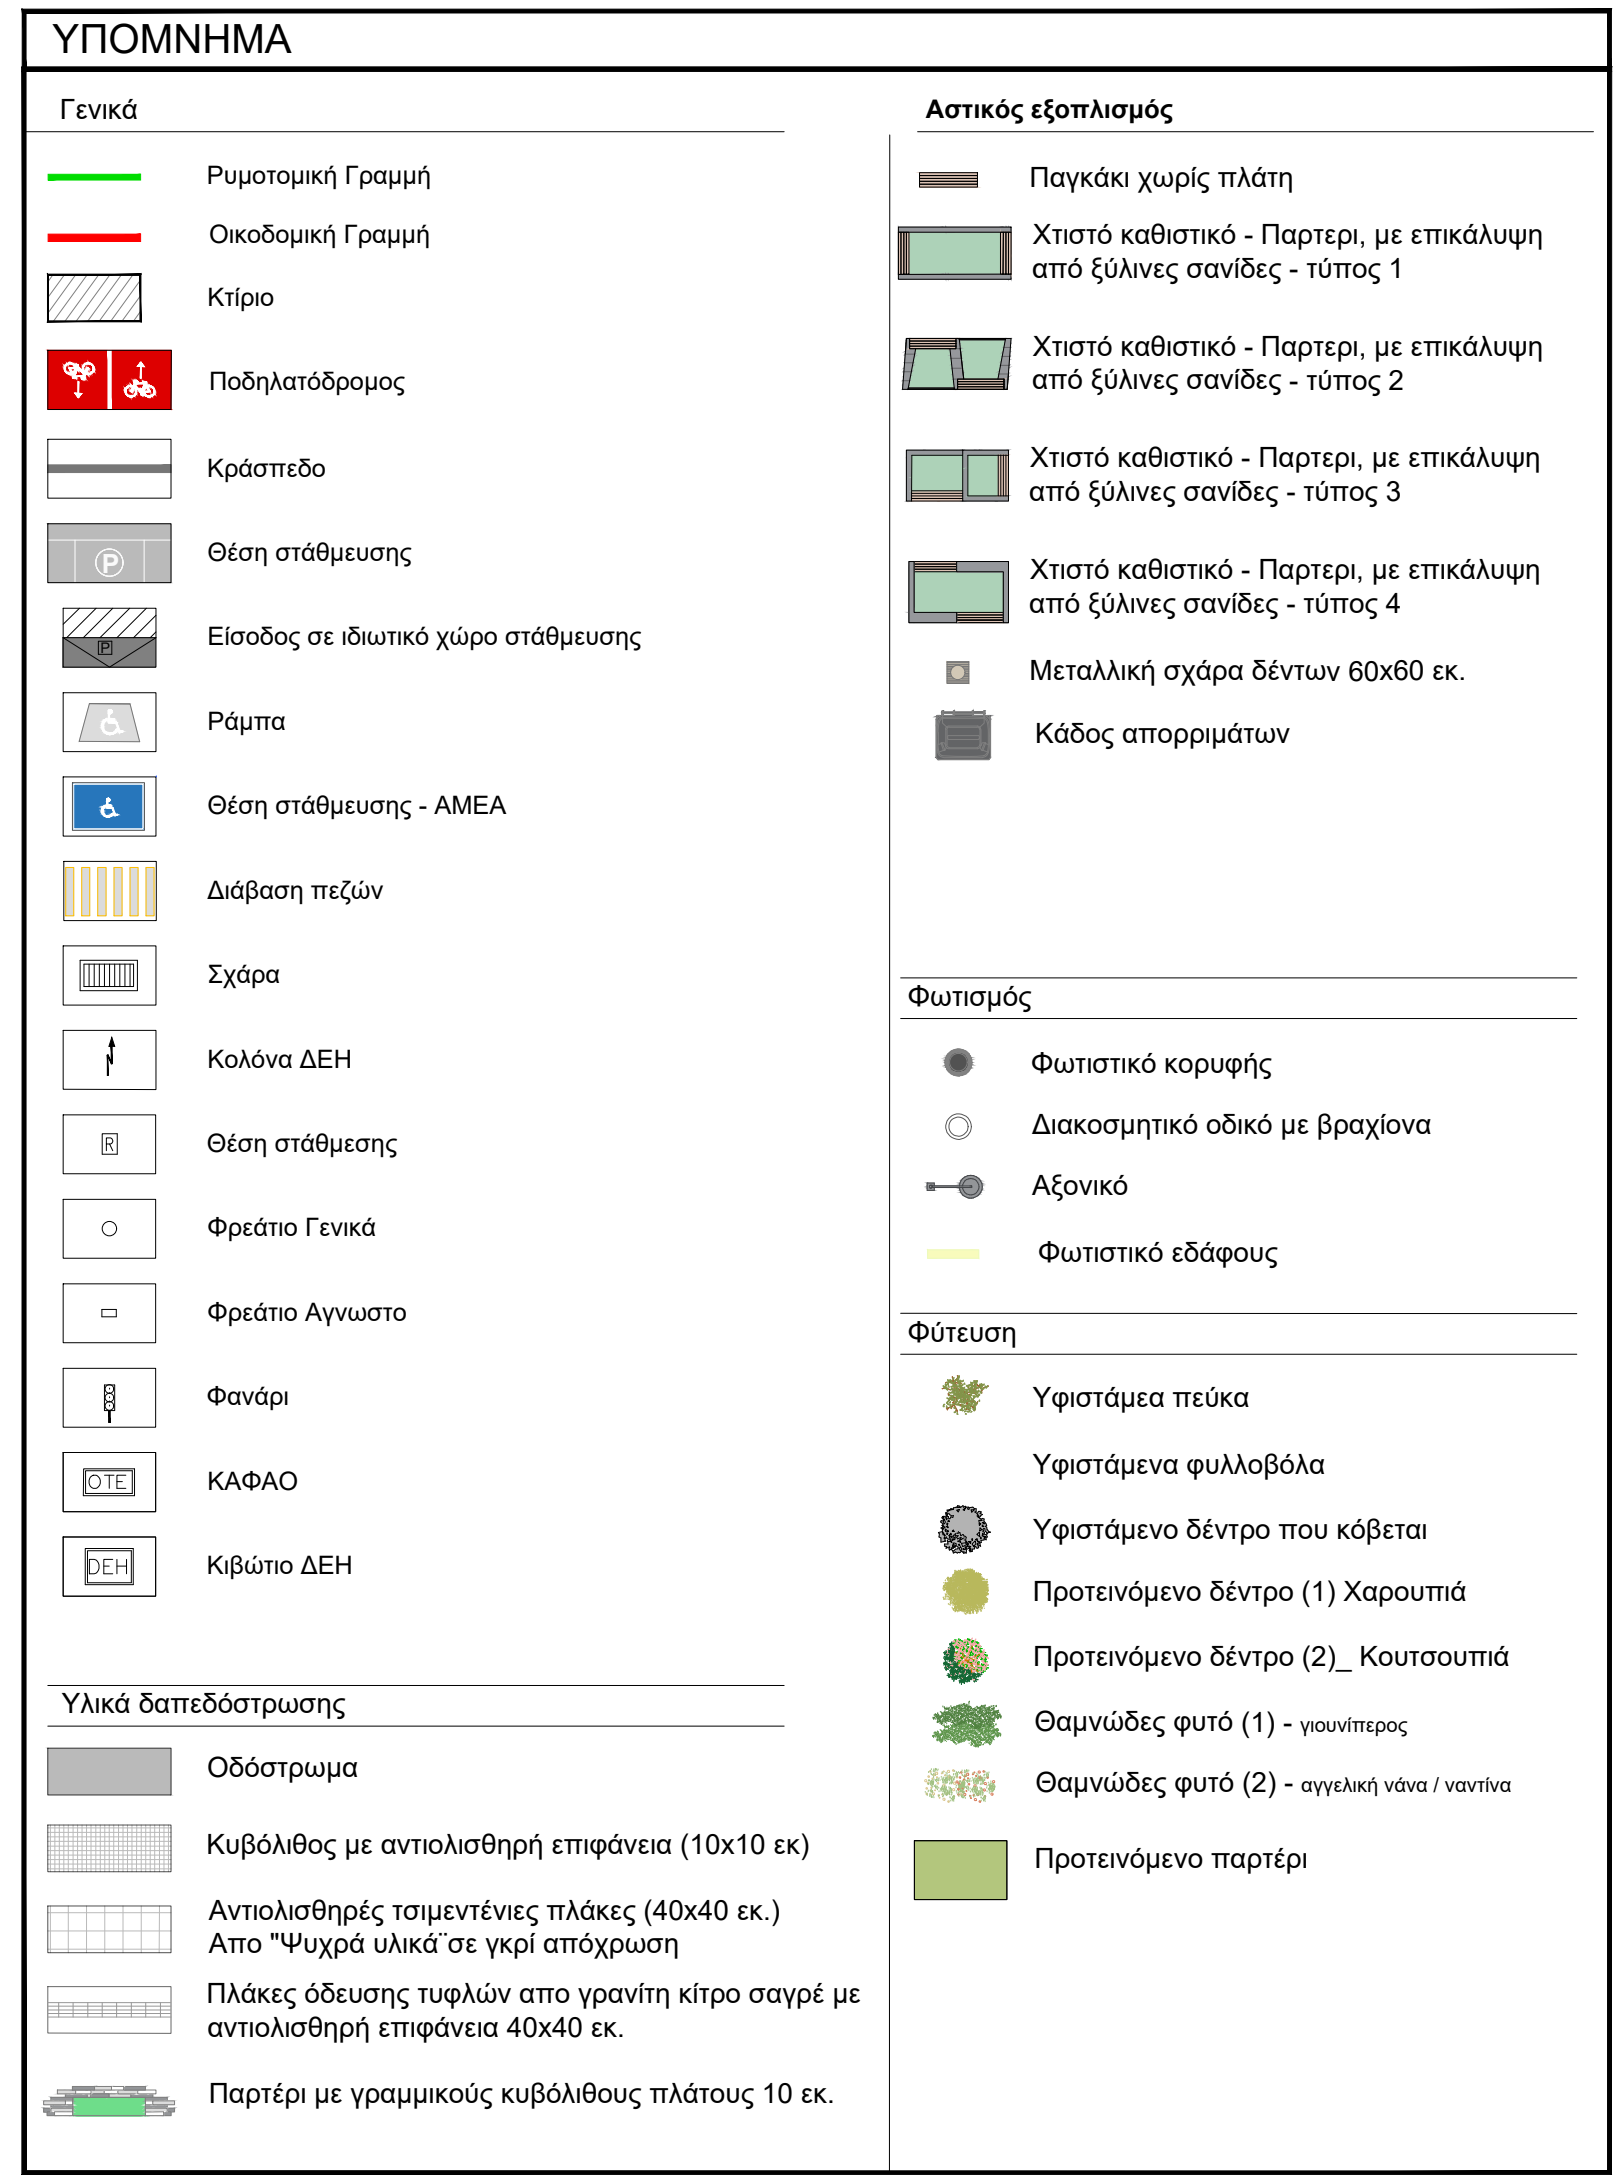 ΥΠΟΜΝΗΜΑ
Γενικά
Ρυμοτομική Γραμμή
Οικοδομική Γραμμή
Κτίριο
Ποδηλατόδρομος
Κράσπεδο
P
Θέση στάθμευσης
P
Είσοδος σε ιδιωτικό χώρο στάθμευσης
Ράμπα
Θέση στάθμευσης - ΑΜΕΑ
Διάβαση πεζών
Σχάρα
Κολόνα ΔΕΗ
R
Θέση στάθμεσης
Φρεάτιο Γενικά
Φρεάτιο Αγνωστο
Φανάρι
OTE
ΚΑΦΑΟ
DEH
Κιβώτιο ΔΕΗ
Υλικά δαπεδόστρωσης
Οδόστρωμα
Κυβόλιθος με αντιολισθηρή επιφάνεια (10x10 εκ)
Αντιολισθηρές τσιμεντένιες πλάκες (40x40 εκ.)
Απο "Ψυχρά υλικά¨σε γκρί απόχρωση
Πλάκες όδευσης τυφλών απο γρανίτη κίτρο σαγρέ με
αντιολισθηρή επιφάνεια 40x40 εκ.
Παρτέρι με γραμμικούς κυβόλιθους πλάτους 10 εκ.
Αστικός εξοπλισμός
Παγκάκι χωρίς πλάτη
Χτιστό καθιστικό - Παρτερι, με επικάλυψη
από ξύλινες σανίδες - τύπος 1
Χτιστό καθιστικό - Παρτερι, με επικάλυψη
από ξύλινες σανίδες - τύπος 2
Χτιστό καθιστικό - Παρτερι, με επικάλυψη
από ξύλινες σανίδες - τύπος 3
Χτιστό καθιστικό - Παρτερι, με επικάλυψη
από ξύλινες σανίδες - τύπος 4
Μεταλλική σχάρα δέντων 60x60 εκ.
Κάδος απορριμάτων
Φωτισμός
Φωτιστικό κορυφής
Διακοσμητικό οδικό με βραχίονα
Αξονικό
Φωτιστικό εδάφους
Φύτευση
Υφιστάμεα πεύκα
Υφιστάμενα φυλλοβόλα
Υφιστάμενο δέντρο που κόβεται
Προτεινόμενο δέντρο (1) Χαρουπιά
Προτεινόμενο δέντρο (2)_ Κουτσουπιά
Θαμνώδες φυτό (1) - γιουνίπερος
Θαμνώδες φυτό (2) - αγγελική νάνα / ναντίνα
Προτεινόμενο παρτέρι